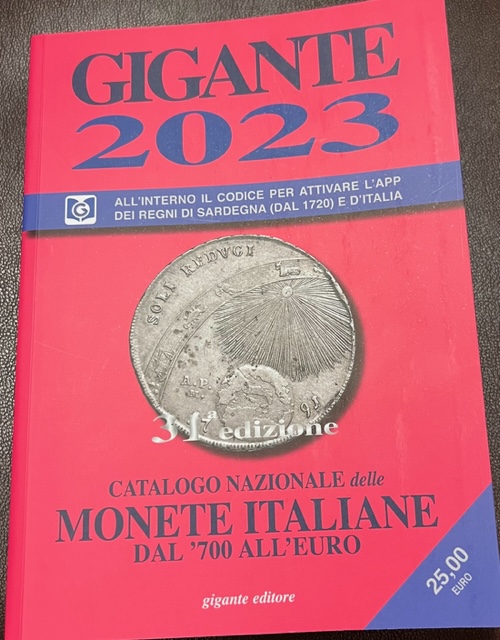 GIGANTE
2023
G
ALL'INTERNO IL CODICE PER ATTIVARE L'APP
DEI REGNI DI SARDEGNA (DAL 1720) E D'ITALIA
SOLI REDUGI
A.P.
31ª edizione
CATALOGO NAZIONALE delle
MONETE ITALIANE
DAL '700 ALL'EURO
25,00
EURO
gigante editore